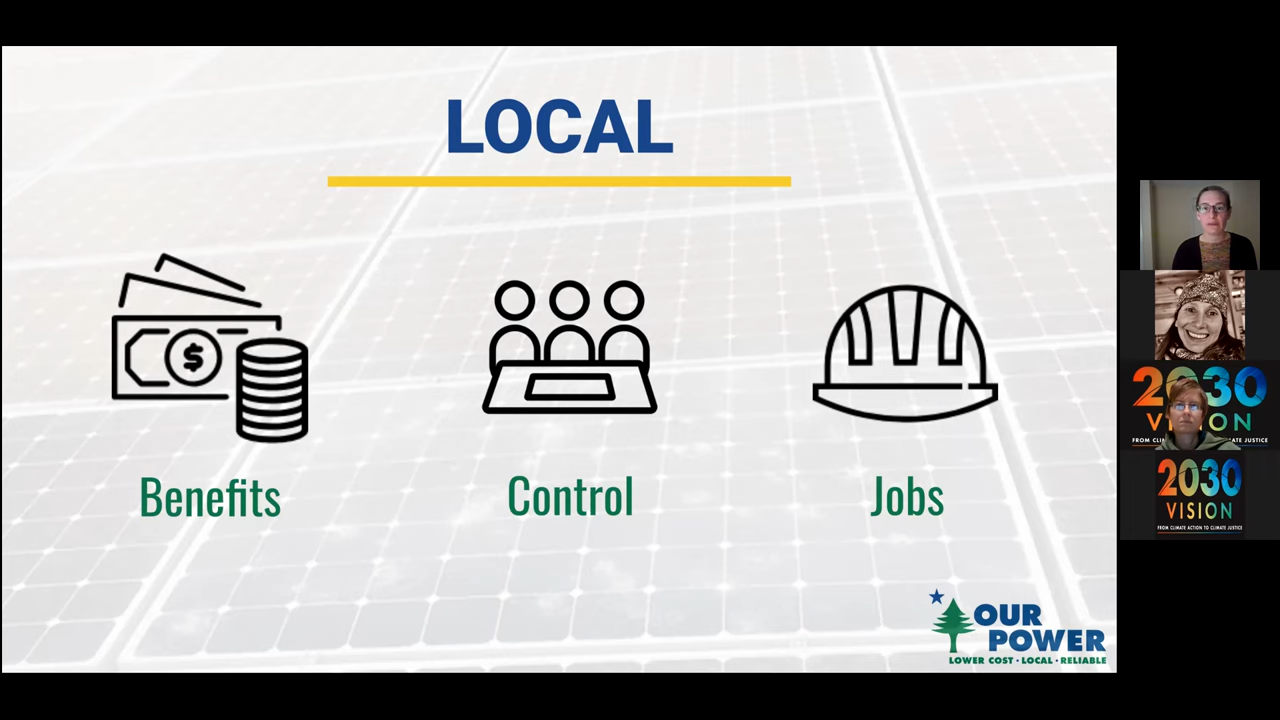 LOCAL
$
Benefits
Control
Jobs
OUR
POWER
LOWER COST · LOCAL · RELIABLE
2030
VISION
2030
VISION
FROM CLIMATE ACTION TO CLIMATE JUSTICE